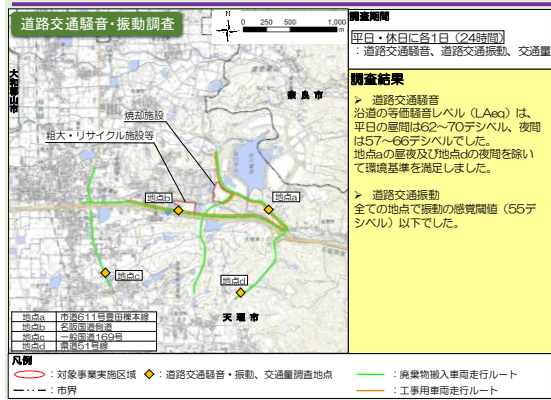 道路交通騒音・振動調査
N
0 250 500 1,000
m
大和郡山市
奈良市
焼却施設
粗大・リサイクル施設等
地点b
地点a
地点c
地点d
天理市
地点a 市道611号豊田櫟本線
地点b 名阪国道側道
地点c 一般国道169号
地点d 県道51号線
調査期間
平日・休日に各1日（24時間）
：道路交通騒音、道路交通振動、交通量
調査結果
➢ 道路交通騒音
沿道の等価騒音レベル（LAeq）は、
平日の昼間は62～70デシベル、夜間
は57～66デシベルでした。
地点aの昼夜及び地点dの夜間を除い
て環境基準を満足しました。
➢ 道路交通振動
全ての地点で振動の感覚閾値（55デ
シベル）以下でした。
凡例
：対象事業実施区域
：道路交通騒音・振動、交通量調査地点
：廃棄物搬入車両走行ルート
：市界
：工事用車両走行ルート